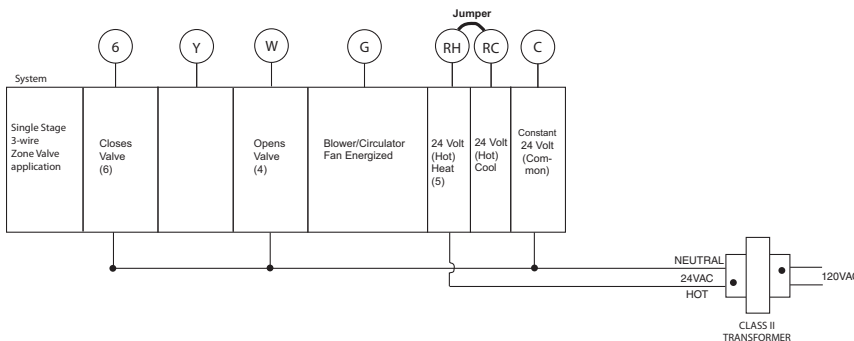 Jumper
6
Y
W
G
RH
RC
C
System
Single Stage
3-wire
Zone Valve
application
Closes
Valve
(6)
Opens
Valve
(4)
Blower/Circulator
Fan Energized
24 Volt
(Hot)
Heat
(5)
24 Volt
(Hot)
Cool
Constant
24 Volt
(Com-
mon)
NEUTRAL
24VAC
HOT
120VAC
CLASS II
TRANSFORMER